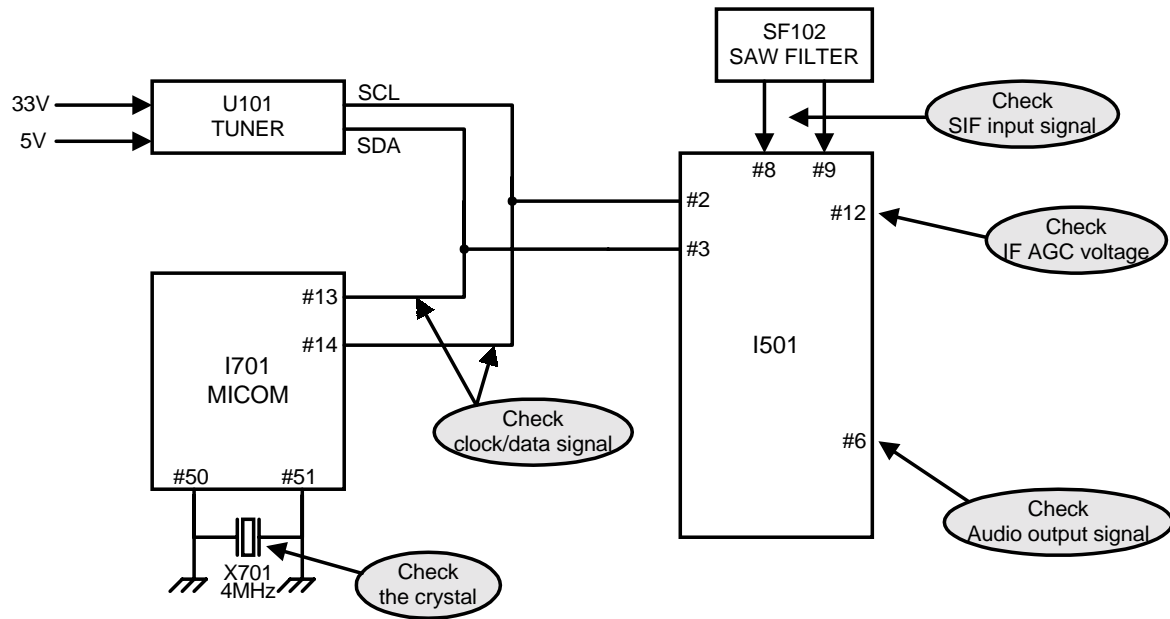 SF102
SAW FILTER
33V
5V
U101
TUNER
SCL
SDA
Check
SIF input signal
#8
#9
#2
#12
#3
Check
IF AGC voltage
#13
#14
I701
MICOM
I501
Check
clock/data signal
#6
#50
#51
Check
Audio output signal
X701
4MHz
Check
the crystal